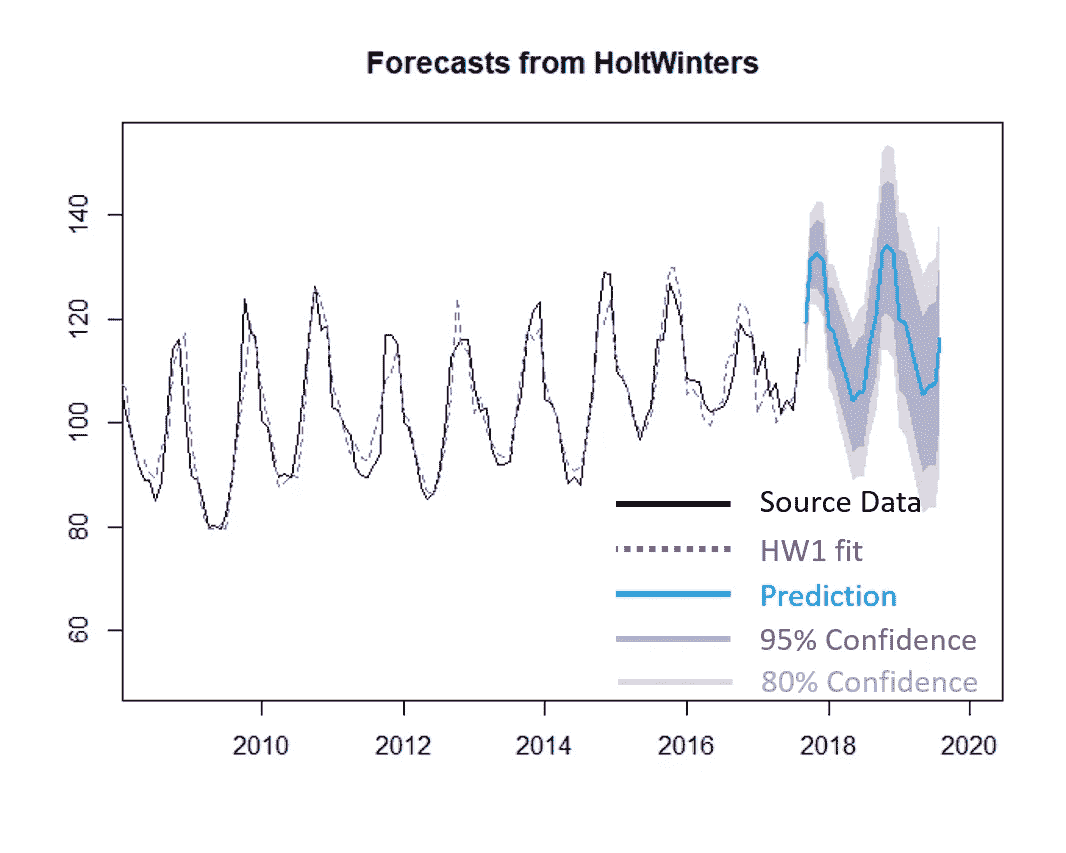 Forecasts from HoltWinters
140
120
100
80
60
Source Data
HW1 fit
Prediction
95% Confidence
80% Confidence
2010 2012 2014 2016 2018 2020